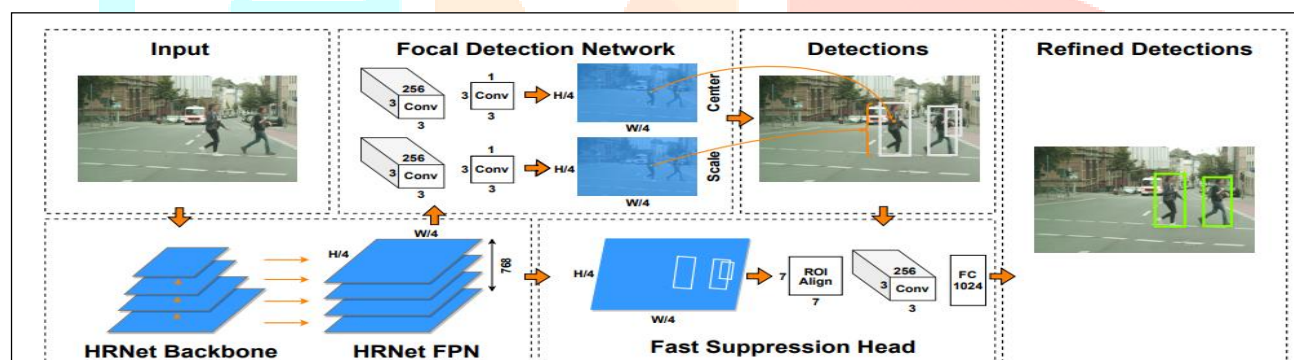 Input
Focal Detection Network
Detections
Refined Detections
256
3 Conv
3
1
3 Conv
3
H/4
W/4
Center
256
3 Conv
3
1
3 Conv
3
H/4
W/4
Scale
W/4
H/4
768
HRNet Backbone
HRNet FPN
H/4
W/4
7
ROI
Align
7
256
3 Conv
3
FC
1024
Fast Suppression Head